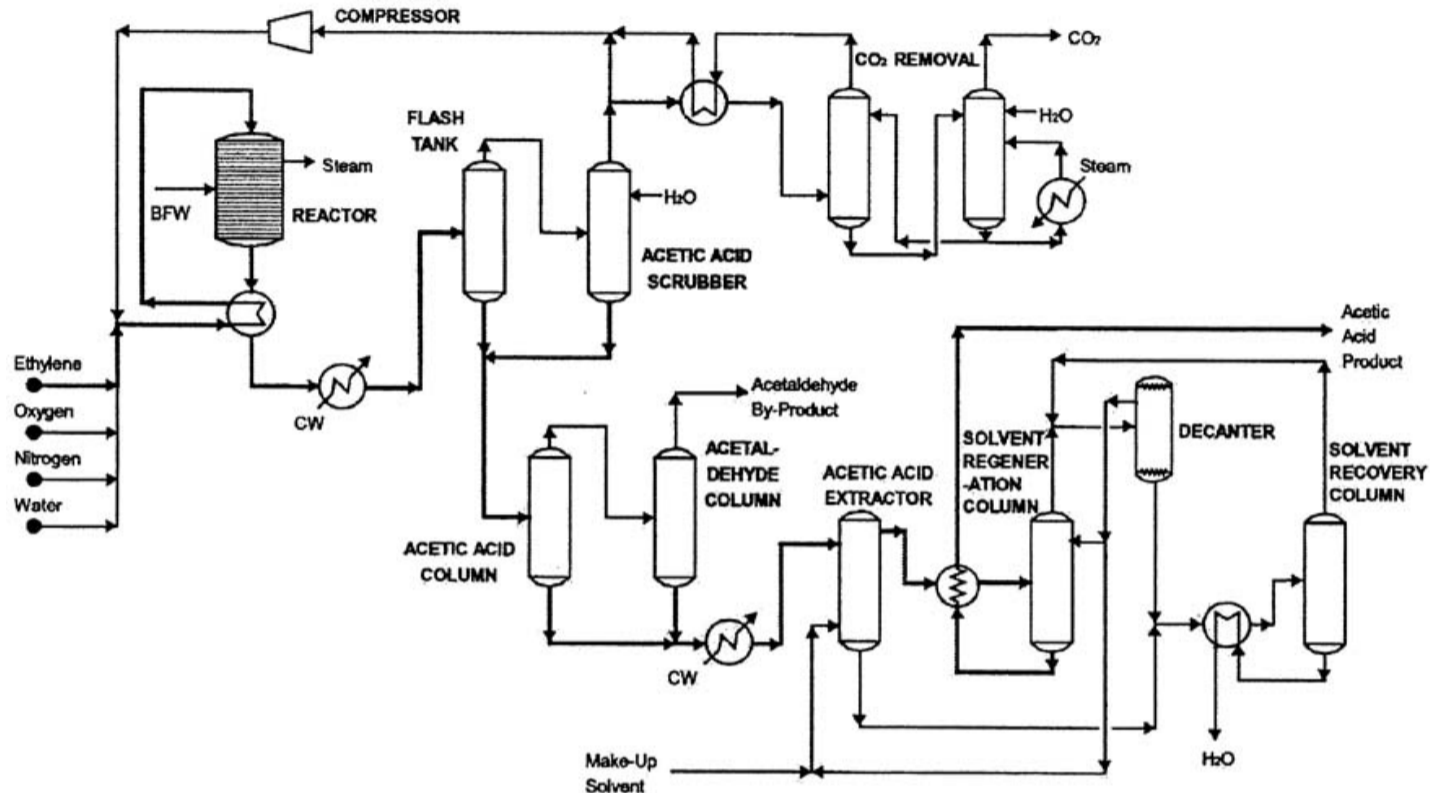 COMPRESSOR
CO₂
CO₂ REMOVAL
FLASH
TANK
H₂O
Steam
Steam
H₂O
BFW
REACTOR
ACETIC ACID
SCRUBBER
Acetic
Acid
Product
Ethylene
Acetaldehyde
By-Product
Oxygen
CW
Nitrogen
Water
ACETAL-
DEHYDE
COLUMN
ACETIC ACID
EXTRACTOR
SOLVENT
REGENER
-ATION
COLUMN
DECANTER
SOLVENT
RECOVERY
COLUMN
ACETIC ACID
COLUMN
CW
Make-Up
Solvent
H₂O